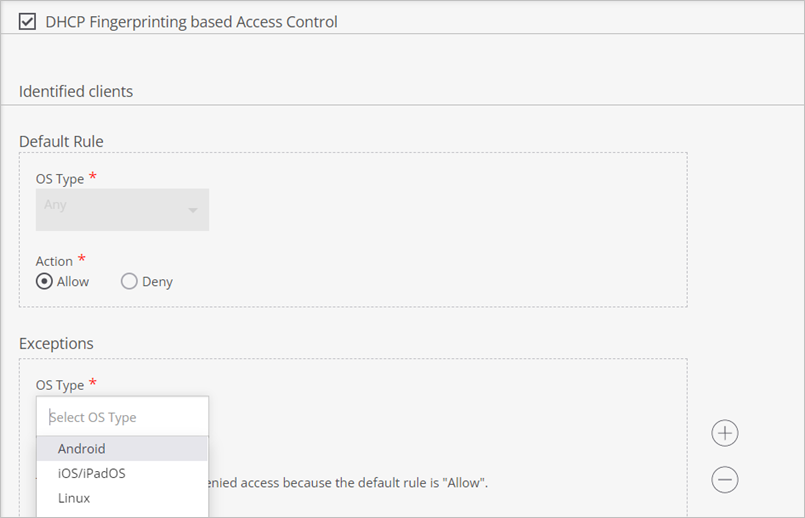 DHCP Fingerprinting based Access Control
Identified clients
Default Rule
OS Type *
Any
Action *
Allow Deny
Exceptions
OS Type *
Select OS Type
Android
iOS/iPadOS
enied access because the default rule is "Allow".
Linux